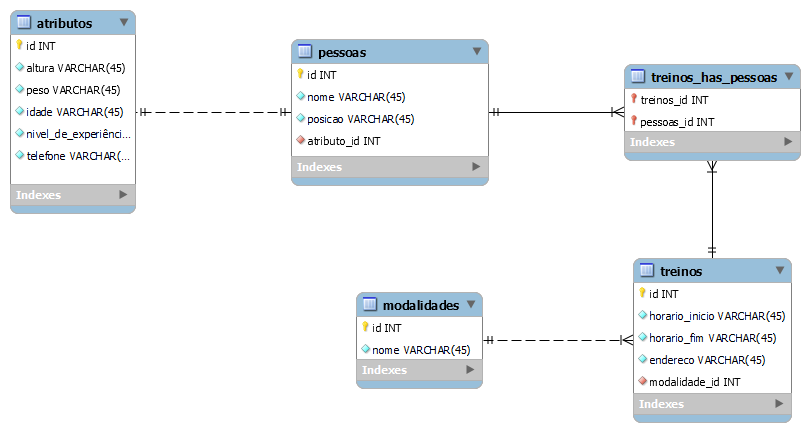 atributos
id INT
altura VARCHAR(45)
peso VARCHAR(45)
idade VARCHAR(45)
nivel_de_experiênci...
telefone VARCHAR(...
Indexes
pessoas
id INT
nome VARCHAR(45)
posicao VARCHAR(45)
atributo_id INT
Indexes
treinos_has_pessoas
treinos_id INT
pessoas_id INT
Indexes
modalidades
id INT
nome VARCHAR(45)
Indexes
treinos
id INT
horario_inicio VARCHAR(45)
horario_fim VARCHAR(45)
endereco VARCHAR(45)
modalidade_id INT
Indexes